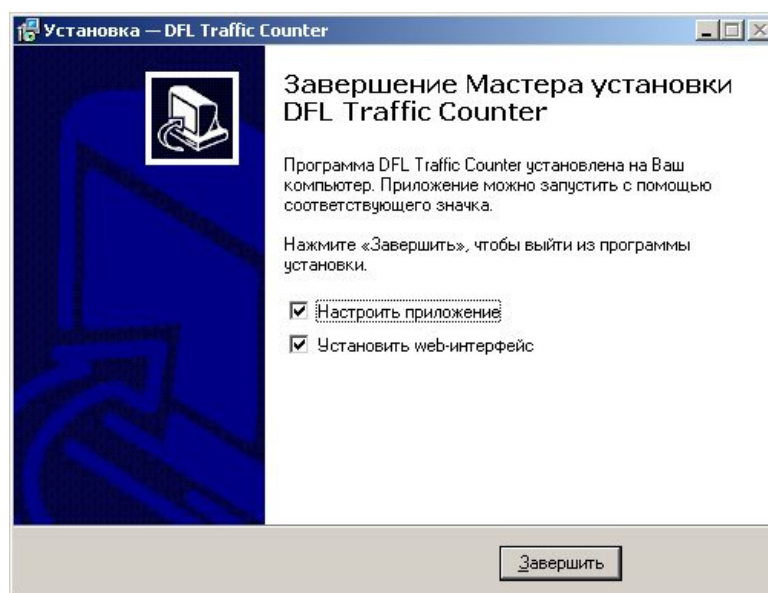 Установка — DFL Traffic Counter
Завершение Мастера установки
DFL Traffic Counter
Программа DFL Traffic Counter установлена на Ваш
компьютер. Приложение можно запустить с помощью
соответствующего значка.
Нажмите «Завершить», чтобы выйти из программы
установки.
Настроить приложение
Установить web-интерфейс
Завершить